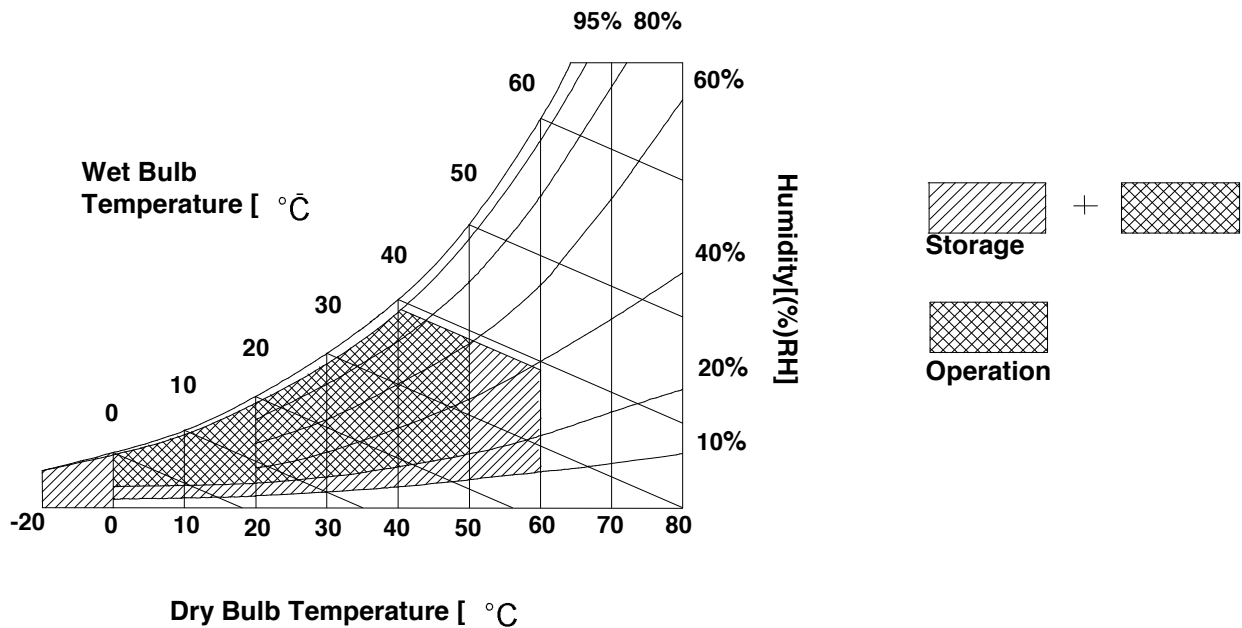 95% 80%
60
60%
50
Wet Bulb
Temperature [ °C
Humidity[(%)RH]
40
40%
Storage
30
20
20%
Operation
10
0
10%
-20 0 10 20 30 40 50 60 70 80
Dry Bulb Temperature [ °C